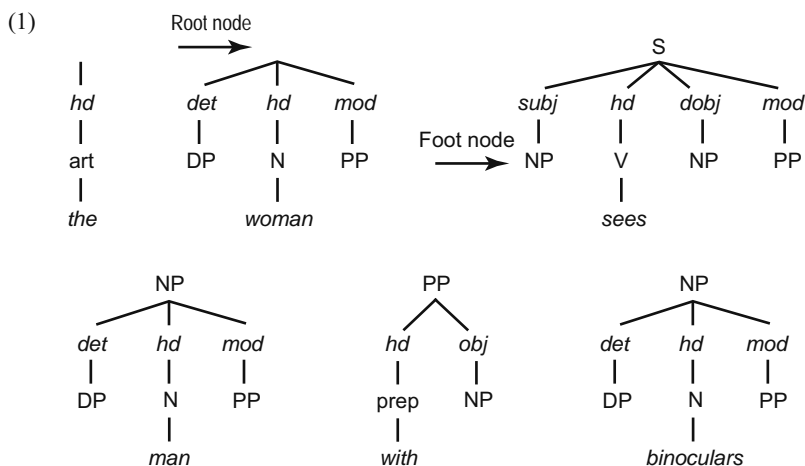 (1)
Root node
S
hd det hd mod subj hd dobj mod
Foot node
art DP N PP NP V NP PP
the woman sees
NP PP NP
det hd mod hd obj det hd mod
DP N PP prep NP DP N PP
man with binoculars